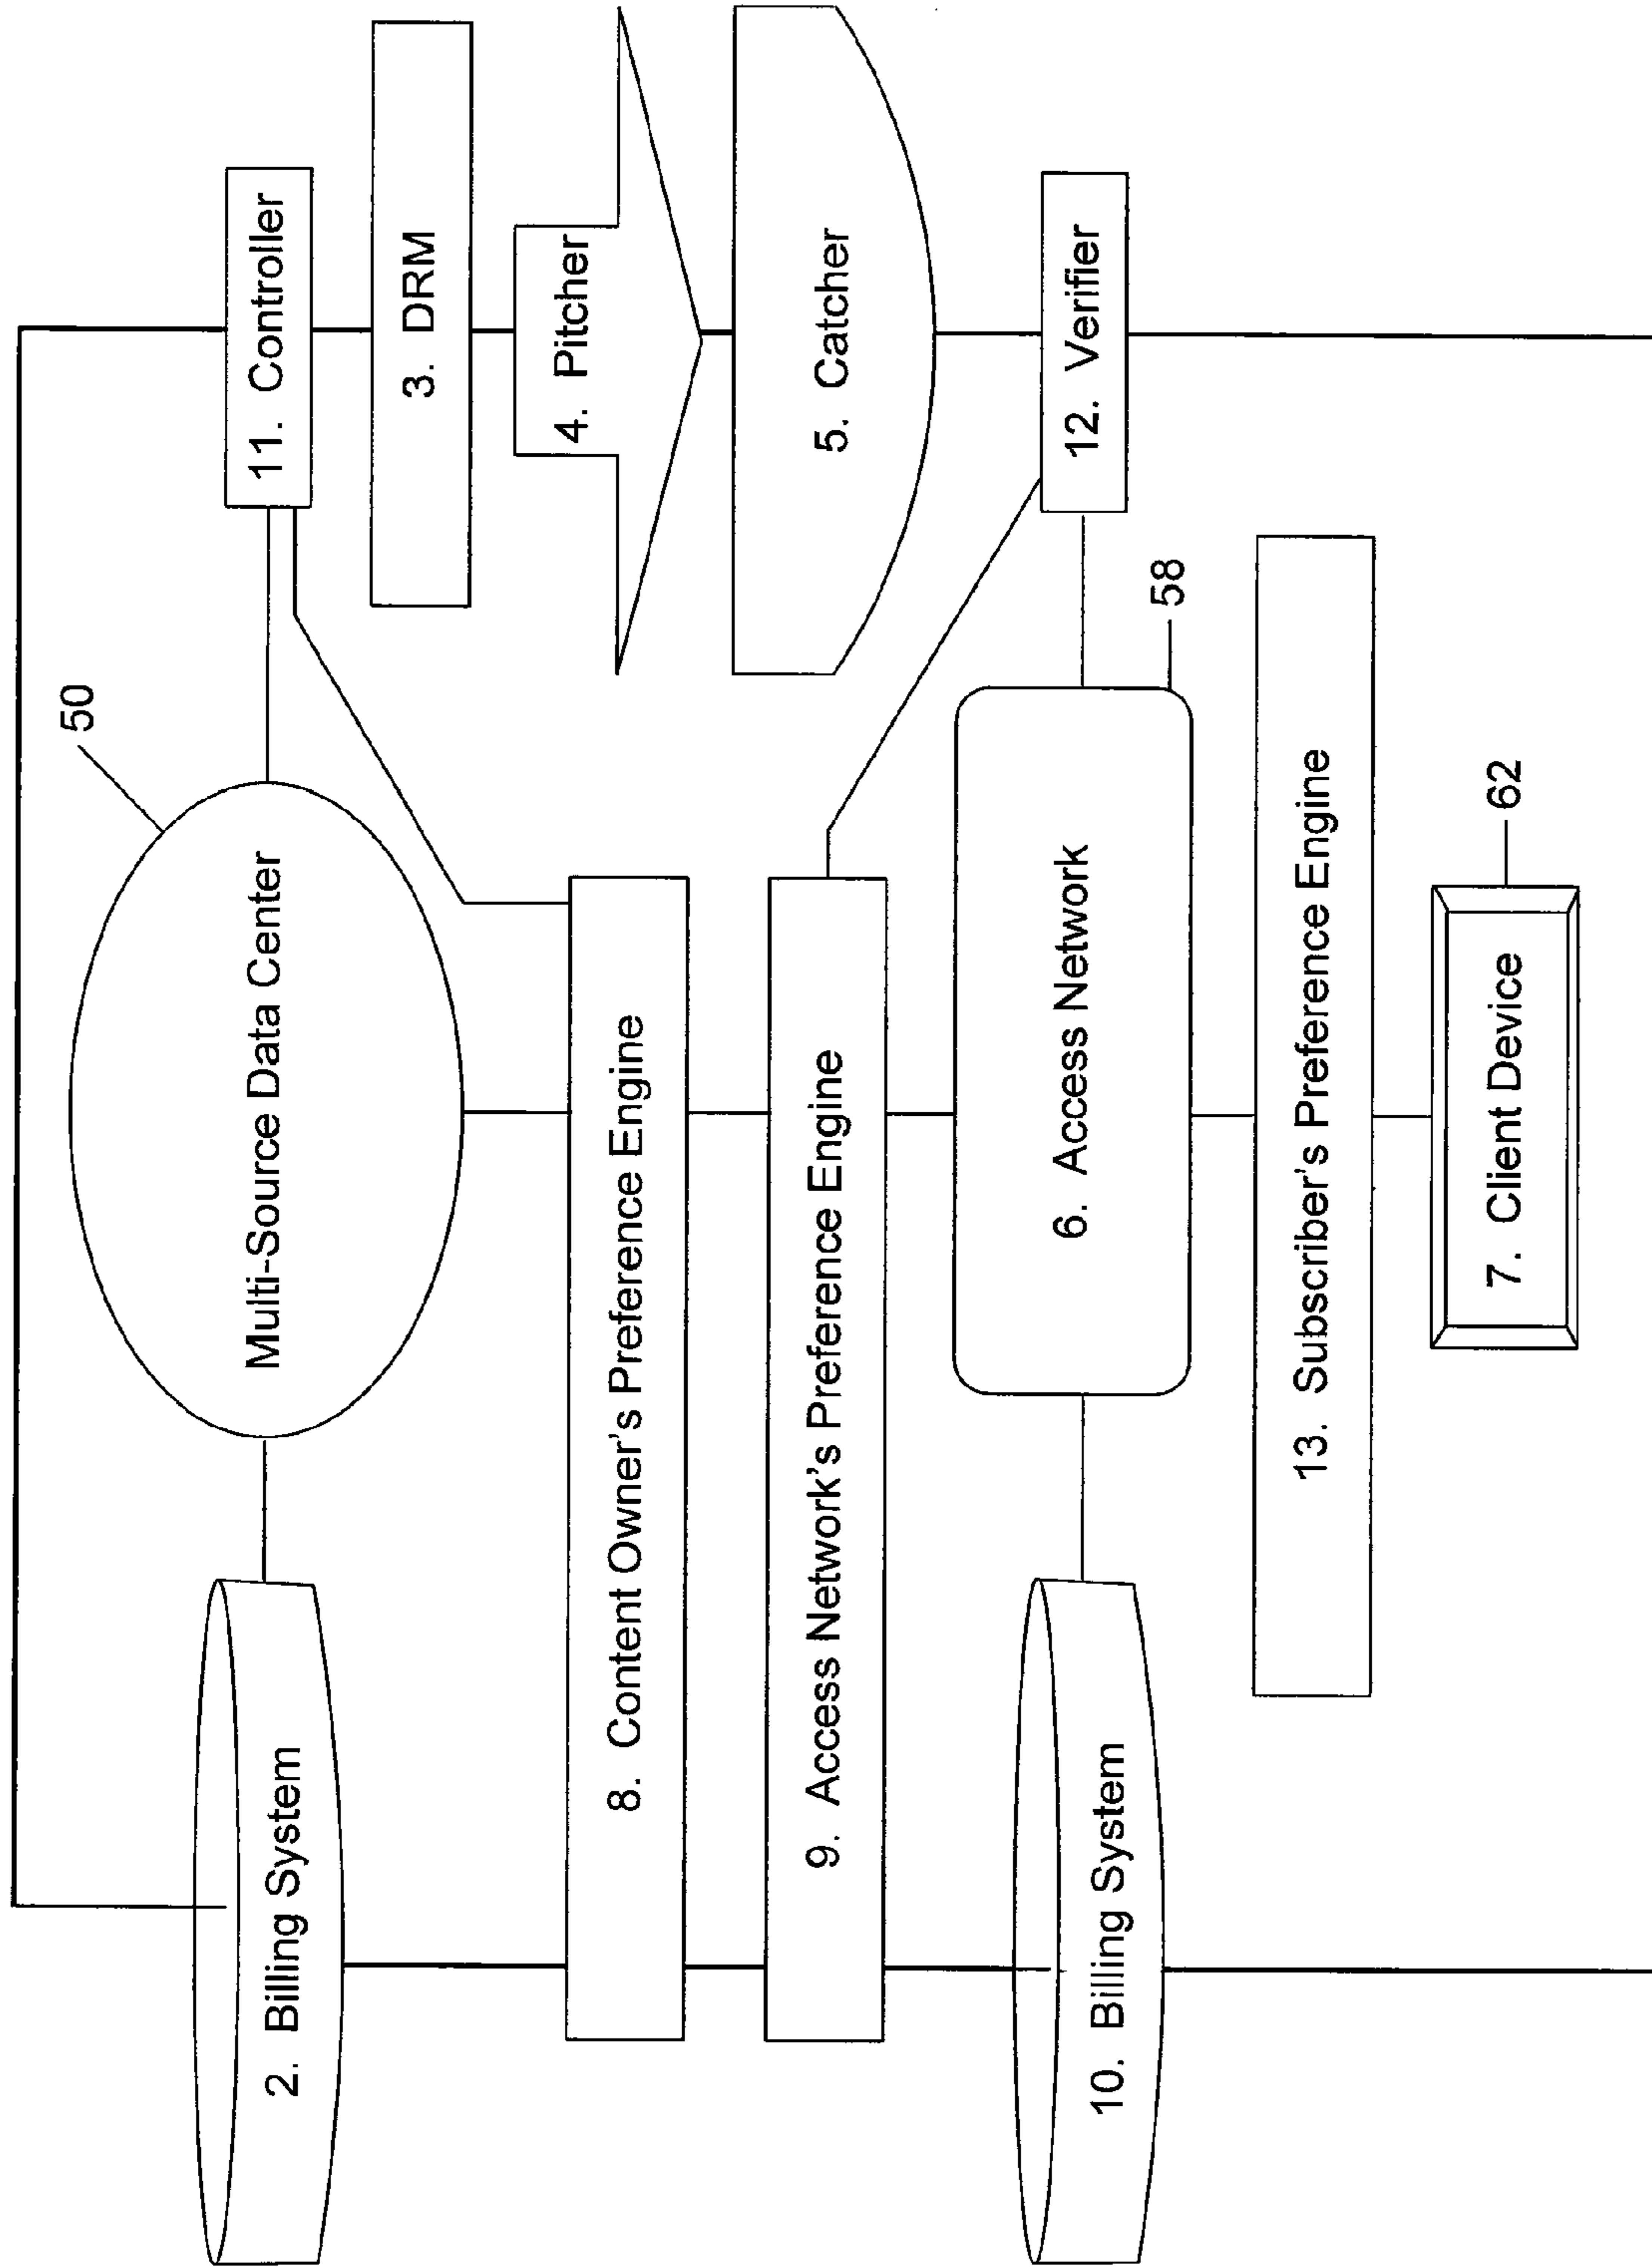 50
2. Billing System
Multi-Source Data Center
11. Controller
3. DRM
4. Pitcher
8. Content Owner's Preference Engine
9. Access Network's Preference Engine
5. Catcher
10. Billing System
6. Access Network
12. Verifier
58
13. Subscriber's Preference Engine
7. Client Device
62